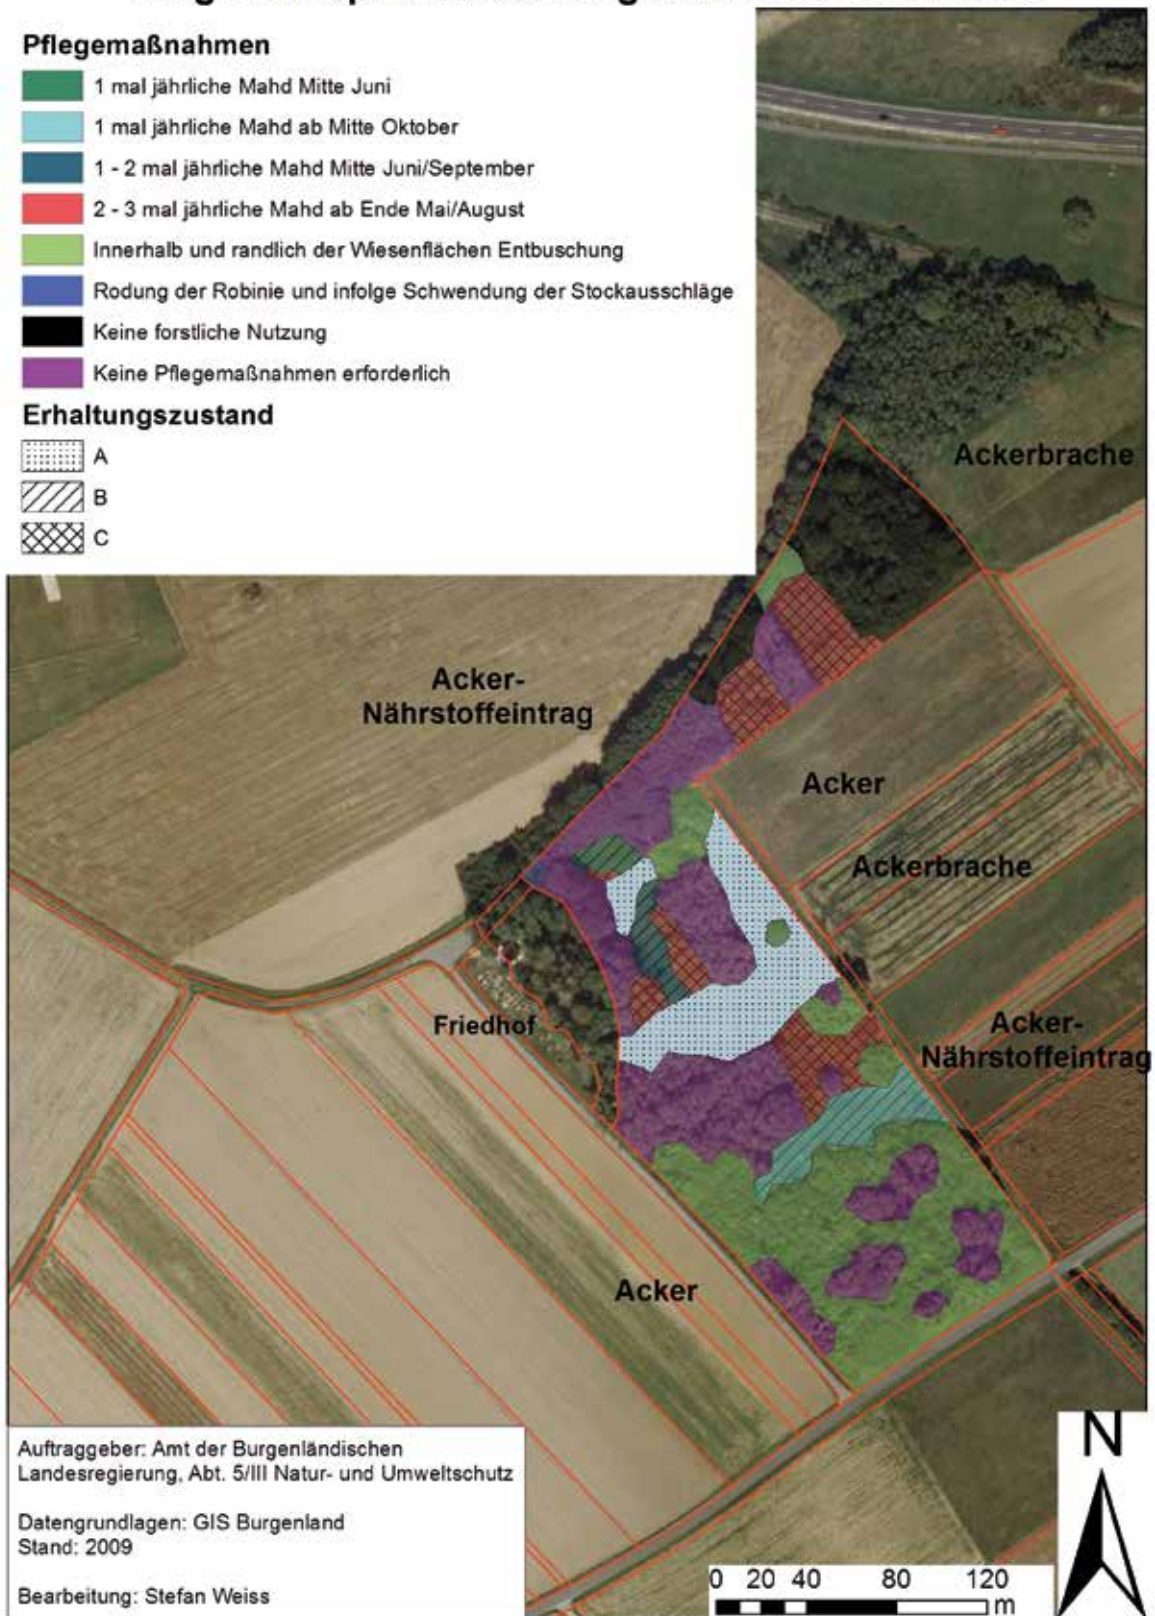 Pflegemaßnahmen
1 mal jährliche Mahd Mitte Juni
1 mal jährliche Mahd ab Mitte Oktober
1 - 2 mal jährliche Mahd Mitte Juni/September
2 - 3 mal jährliche Mahd ab Ende Mai/August
Innerhalb und randlich der Wiesenflächen Entbuschung
Rodung der Robinie und infolge Schwendung der Stockausschläge
Keine forstliche Nutzung
Keine Pflegemaßnahmen erforderlich
Erhaltungszustand
A
B
C
Ackerbrache
Acker-
Nährstoffeintrag
Acker
Ackerbrache
Friedhof
Acker-
Nährstoffeintrag
Acker
Auftraggeber: Amt der Burgenländischen
Landesregierung, Abt. 5/III Natur- und Umweltschutz
Datengrundlagen: GIS Burgenland
Stand: 2009
Bearbeitung: Stefan Weiss
N
0 20 40 80 120
m